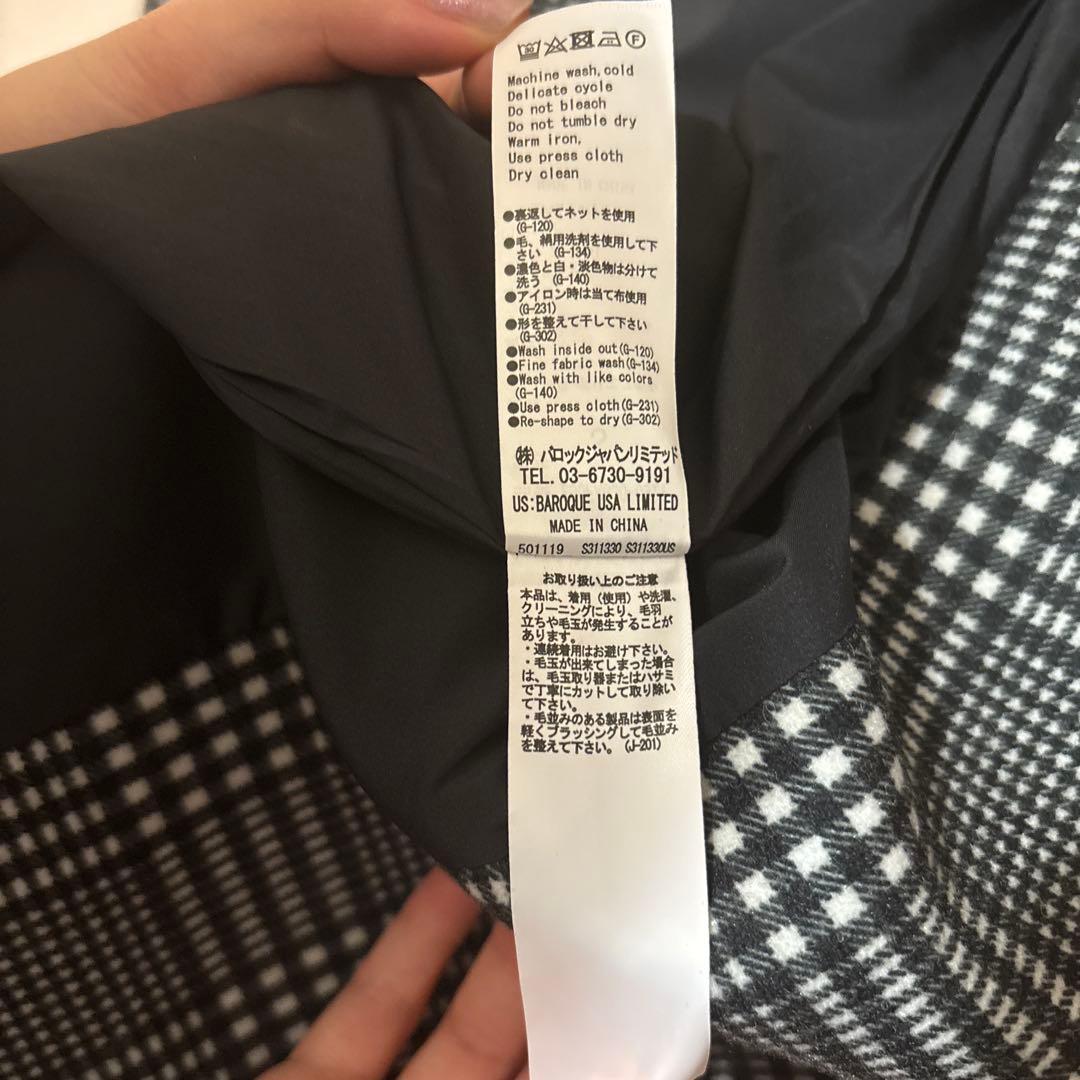 30
F
Machine wash,cold
Delicate cycle
Do not bleach
Do not tumble dry
Warm iron,
Use press cloth
Dry clean
●裏返してネットを使用
(G-120)
●毛、絹用洗剤を使用して下
さい (G-134)
●濃色と白・淡色物は分けて
洗う (G-140)
●アイロン時は当て布使用
(G-231)
●形を整えて干して下さい
(G-302)
●Wash inside out(G-120)
●Fine fabric wash(G-134)
●Wash with like colors
(G-140)
●Use press cloth(G-231)
●Re-shape to dry(G-302)
㈱ バロックジャパンリミテッド
TEL. 03-6730-9191
US:BAROQUE USA LIMITED
MADE IN CHINA
501119 S311330 S311330US
お取り扱い上のご注意
本品は、着用（使用）や洗濯、
クリーニングにより、毛羽
立ちや毛玉が発生することが
あります。
・連続着用はお避け下さい。
・毛玉が出来てしまった場合
は、毛玉取り器またはハサミ
で丁寧にカットして取り除い
て下さい。
・毛並みのある製品は表面を
軽くブラッシングして毛並み
を整えて下さい。(J-201)